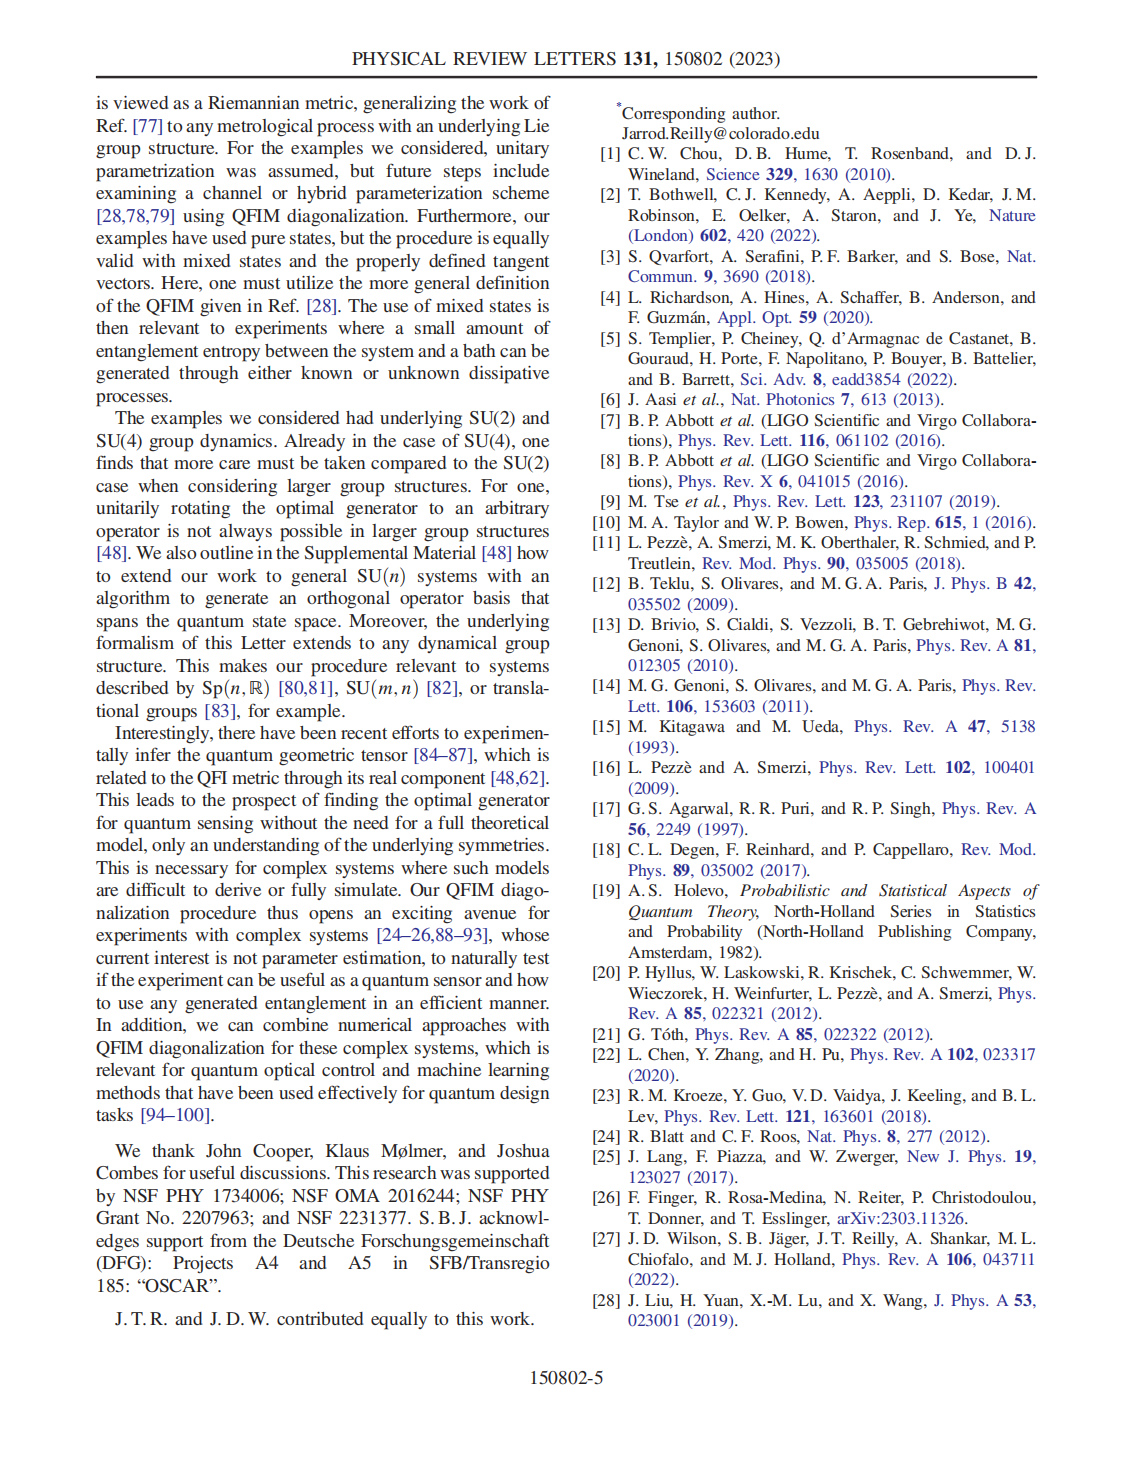 PHYSICAL REVIEW LETTERS 131, 150802 (2023)
is viewed as a Riemannian metric, generalizing the work of
Ref. [77] to any metrological process with an underlying Lie
group structure. For the examples we considered, unitary
parametrization was assumed, but future steps include
examining a channel or hybrid parameterization scheme
[28,78,79] using QFIM diagonalization. Furthermore, our
examples have used pure states, but the procedure is equally
valid with mixed states and the properly defined tangent
vectors. Here, one must utilize the more general definition
of the QFIM given in Ref. [28]. The use of mixed states is
then relevant to experiments where a small amount of
entanglement entropy between the system and a bath can be
generated through either known or unknown dissipative
processes.
The examples we considered had underlying SU(2) and
SU(4) group dynamics. Already in the case of SU(4), one
finds that more care must be taken compared to the SU(2)
case when considering larger group structures. For one,
unitarily rotating the optimal generator to an arbitrary
operator is not always possible in larger group structures
[48]. We also outline in the Supplemental Material [48] how
to extend our work to general SU(n) systems with an
algorithm to generate an orthogonal operator basis that
spans the quantum state space. Moreover, the underlying
formalism of this Letter extends to any dynamical group
structure. This makes our procedure relevant to systems
described by Sp(n, ℝ) [80,81], SU(m, n) [82], or transla-
tional groups [83], for example.
Interestingly, there have been recent efforts to experimen-
tally infer the quantum geometric tensor [84–87], which is
related to the QFI metric through its real component [48,62].
This leads to the prospect of finding the optimal generator
for quantum sensing without the need for a full theoretical
model, only an understanding of the underlying symmetries.
This is necessary for complex systems where such models
are difficult to derive or fully simulate. Our QFIM diago-
nalization procedure thus opens an exciting avenue for
experiments with complex systems [24–26,88–93], whose
current interest is not parameter estimation, to naturally test
if the experiment can be useful as a quantum sensor and how
to use any generated entanglement in an efficient manner.
In addition, we can combine numerical approaches with
QFIM diagonalization for these complex systems, which is
relevant for quantum optical control and machine learning
methods that have been used effectively for quantum design
tasks [94–100].
We thank John Cooper, Klaus Mølmer, and Joshua
Combes for useful discussions. This research was supported
by NSF PHY 1734006; NSF OMA 2016244; NSF PHY
Grant No. 2207963; and NSF 2231377. S. B. J. acknowl-
edges support from the Deutsche Forschungsgemeinschaft
(DFG): Projects A4 and A5 in SFB/Transregio
185: “OSCAR”.
J. T. R. and J. D. W. contributed equally to this work.
*Corresponding author.
Jarrod.Reilly@colorado.edu
[1] C. W. Chou, D. B. Hume, T. Rosenband, and D. J.
Wineland, Science 329, 1630 (2010).
[2] T. Bothwell, C. J. Kennedy, A. Aeppli, D. Kedar, J. M.
Robinson, E. Oelker, A. Staron, and J. Ye, Nature
(London) 602, 420 (2022).
[3] S. Qvarfort, A. Serafini, P. F. Barker, and S. Bose, Nat.
Commun. 9, 3690 (2018).
[4] L. Richardson, A. Hines, A. Schaffer, B. Anderson, and
F. Guzmán, Appl. Opt. 59 (2020).
[5] S. Templier, P. Cheiney, Q. d’Armagnac de Castanet, B.
Gouraud, H. Porte, F. Napolitano, P. Bouyer, B. Battelier,
and B. Barrett, Sci. Adv. 8, eadd3854 (2022).
[6] J. Aasi et al., Nat. Photonics 7, 613 (2013).
[7] B. P. Abbott et al. (LIGO Scientific and Virgo Collabora-
tions), Phys. Rev. Lett. 116, 061102 (2016).
[8] B. P. Abbott et al. (LIGO Scientific and Virgo Collabora-
tions), Phys. Rev. X 6, 041015 (2016).
[9] M. Tse et al., Phys. Rev. Lett. 123, 231107 (2019).
[10] M. A. Taylor and W. P. Bowen, Phys. Rep. 615, 1 (2016).
[11] L. Pezzè, A. Smerzi, M. K. Oberthaler, R. Schmied, and P.
Treutlein, Rev. Mod. Phys. 90, 035005 (2018).
[12] B. Teklu, S. Olivares, and M. G. A. Paris, J. Phys. B 42,
035502 (2009).
[13] D. Brivio, S. Cialdi, S. Vezzoli, B. T. Gebrehiwot, M. G.
Genoni, S. Olivares, and M. G. A. Paris, Phys. Rev. A 81,
012305 (2010).
[14] M. G. Genoni, S. Olivares, and M. G. A. Paris, Phys. Rev.
Lett. 106, 153603 (2011).
[15] M. Kitagawa and M. Ueda, Phys. Rev. A 47, 5138
(1993).
[16] L. Pezzè and A. Smerzi, Phys. Rev. Lett. 102, 100401
(2009).
[17] G. S. Agarwal, R. R. Puri, and R. P. Singh, Phys. Rev. A
56, 2249 (1997).
[18] C. L. Degen, F. Reinhard, and P. Cappellaro, Rev. Mod.
Phys. 89, 035002 (2017).
[19] A. S. Holevo, Probabilistic and Statistical Aspects of
Quantum Theory, North-Holland Series in Statistics
and Probability (North-Holland Publishing Company,
Amsterdam, 1982).
[20] P. Hyllus, W. Laskowski, R. Krischek, C. Schwemmer, W.
Wieczorek, H. Weinfurter, L. Pezzè, and A. Smerzi, Phys.
Rev. A 85, 022321 (2012).
[21] G. Tóth, Phys. Rev. A 85, 022322 (2012).
[22] L. Chen, Y. Zhang, and H. Pu, Phys. Rev. A 102, 023317
(2020).
[23] R. M. Kroeze, Y. Guo, V. D. Vaidya, J. Keeling, and B. L.
Lev, Phys. Rev. Lett. 121, 163601 (2018).
[24] R. Blatt and C. F. Roos, Nat. Phys. 8, 277 (2012).
[25] J. Lang, F. Piazza, and W. Zwerger, New J. Phys. 19,
123027 (2017).
[26] F. Finger, R. Rosa-Medina, N. Reiter, P. Christodoulou,
T. Donner, and T. Esslinger, arXiv:2303.11326.
[27] J. D. Wilson, S. B. Jäger, J. T. Reilly, A. Shankar, M. L.
Chiofalo, and M. J. Holland, Phys. Rev. A 106, 043711
(2022).
[28] J. Liu, H. Yuan, X.-M. Lu, and X. Wang, J. Phys. A 53,
023001 (2019).
150802-5